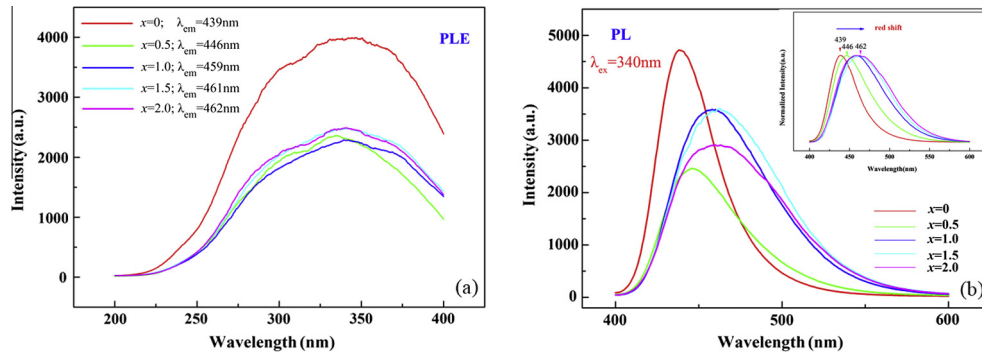 x=0; λem=439nm
x=0.5; λem=446nm
x=1.0; λem=459nm
x=1.5; λem=461nm
x=2.0; λem=462nm
PLE
4000
3000
2000
1000
0
Intensity (a.u.)
200
250
300
350
400
Wavelength (nm)
(a)
PL
λex=340nm
5000
4000
3000
2000
1000
0
Intensity (a.u.)
400
500
600
Wavelength (nm)
x=0
x=0.5
x=1.0
x=1.5
x=2.0
(b)
red shift
439
446
462
Normalized Intensity(a.u.)
400
450
500
550
600
Wavelength(nm)